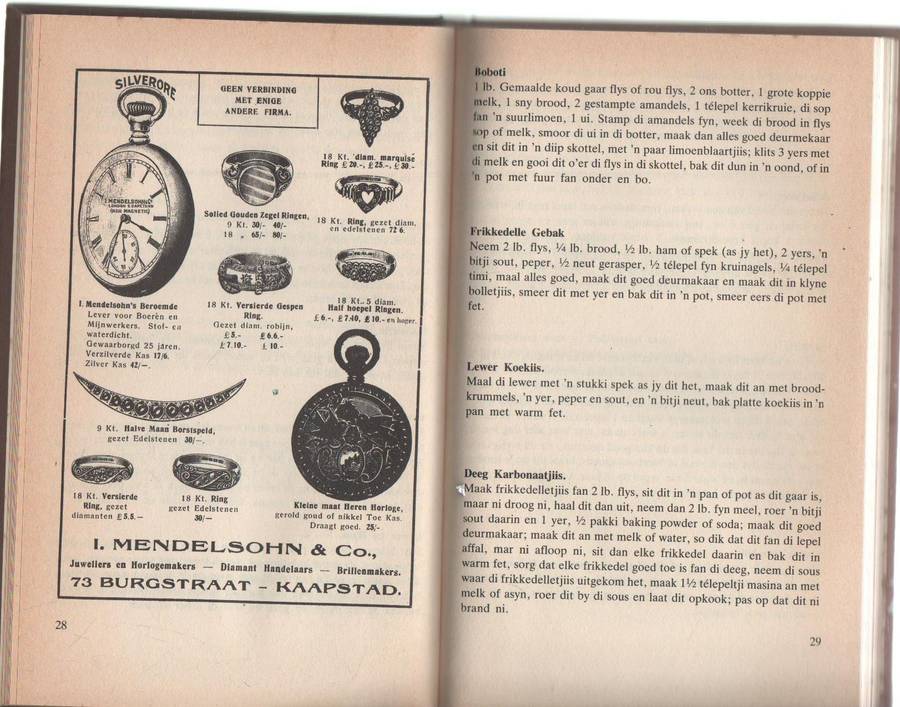 SILVERORE
GEEN VERBINDING
MET ENIGE
ANDERE FIRMA.
I. MENDELSOHN & Co
LONDON & CAPETOWN
(NON MAGNETIC)
18 Kt. diam. marquise
Ring £ 20.-, £ 25.-, £ 30.-
Solied Gouden Zegel Ringen,
9 Kt. 30/- 40/-
18 „ 65/- 80/-
18 Kt. Ring, gezet diam.
en edelstenen 72 6.
I. Mendelsohn's Beroemde
Lever voor Boeren en
Mijnwerkers. Stof- en
waterdicht.
Gewaarborgd 25 jaren.
Verzilverde Kas 17/6.
Zilver Kas 42/—.
18 Kt. Versierde Gespen
Ring.
Gezet diam. robijn,
£ 5.- £ 6.6.-
£ 7.10.- £ 10.-
18 Kt.. 5 diam.
Half hoepel Ringen.
£ 6.-, £ 7.10, £ 10.- en hoger.
9 Kt. Halve Maan Borstspeld,
gezet Edelstenen 30/—.
18 Kt. Versierde
Ring, gezet
diamanten £ 5.5.—
18 Kt. Ring
gezet Edelstenen
30/—
Kleine maat Heren Horloge,
gerold goud of nikkel Toe Kas.
Draagt goed. 25/-
I. MENDELSOHN & Co.,
Juweliers en Horlogemakers — Diamant Handelaars — Brillenmakers.
73 BURGSTRAAT – KAAPSTAD.
28
Boboti
1 lb. Gemaalde koud gaar flys of rou flys, 2 ons botter, 1 grote koppie
melk, 1 sny brood, 2 gestampte amandels, 1 télepel kerrikruie, di sop
fan 'n suurlimoen, 1 ui. Stamp di amandels fyn, week di brood in flys
sop of melk, smoor di ui in di botter, maak dan alles goed deurmekaar
en sit dit in 'n diip skottel, met 'n paar limoenblaartjiis; klits 3 yers met
di melk en gooi dit o'er di flys in di skottel, bak dit dun in 'n oond, of in
'n pot met fuur fan onder en bo.
Frikkedelle Gebak
Neem 2 lb. flys, ¼ lb. brood, ½ lb. ham of spek (as jy het), 2 yers, 'n
bitji sout, peper, ½ neut gerasper, ½ télepel fyn kruinagels, ¼ télepel
timi, maal alles goed, maak dit goed deurmekaar en maak dit in klyne
bolletjiis, smeer dit met yer en bak dit in 'n pot, smeer eers di pot met
fet.
Lewer Koekiis.
Maal di lewer met 'n stukki spek as jy dit het, maak dit an met brood-
krummels, 'n yer, peper en sout, en 'n bitji neut, bak platte koekiis in 'n
pan met warm fet.
Deeg Karbonaatjiis.
Maak frikkedelletjiis fan 2 lb. flys, sit dit in 'n pan of pot as dit gaar is,
maar ni droog ni, haal dit dan uit, neem dan 2 lb. fyn meel, roer 'n bitji
sout daarin en 1 yer, ½ pakki baking powder of soda; maak dit goed
deurmakaar; maak dit an met melk of water, so dik dat dit fan di lepel
affal, mar ni afloop ni, sit dan elke frikkedel daarin en bak dit in
warm fet, sorg dat elke frikkedel goed toe is fan di deeg, neem di sous
waar di frikkedelletjiis uitgekom het, maak 1½ télepeltji masina an met
melk of asyn, roer dit by di sous en laat dit opkook; pas op dat dit ni
brand ni.
29